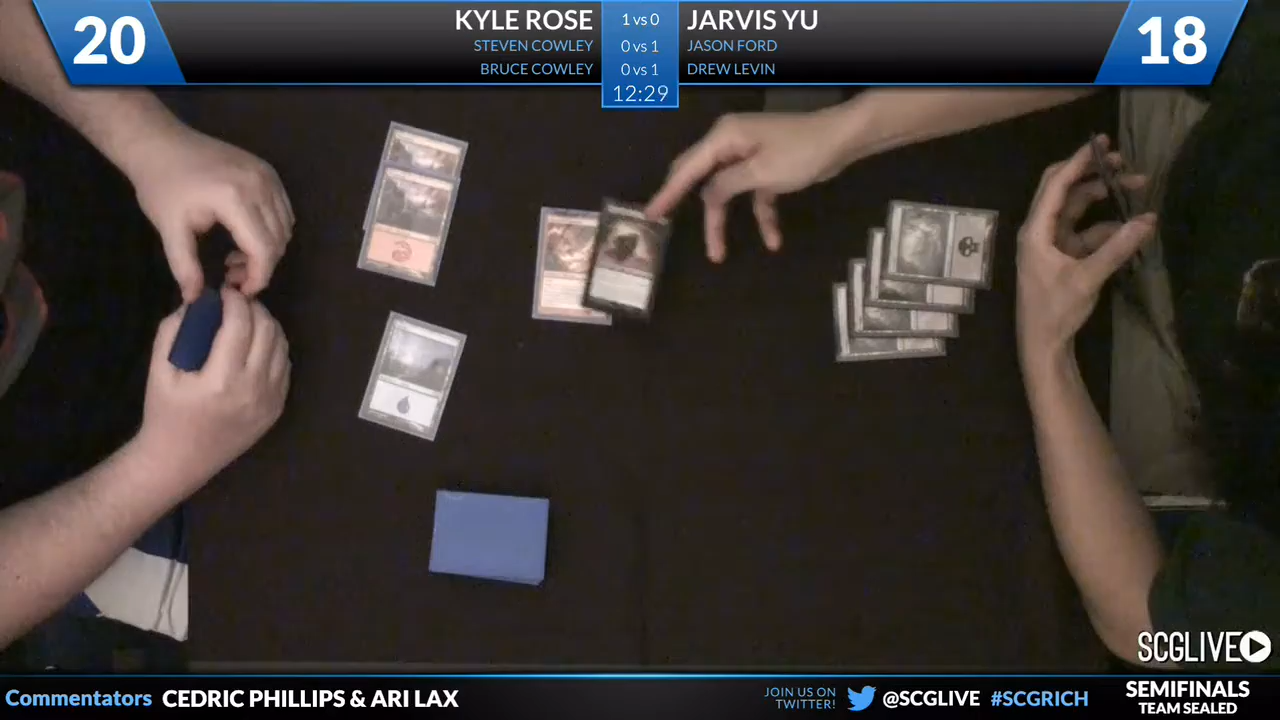 20
KYLE ROSE 1 vs 0 JARVIS YU
STEVEN COWLEY 0 vs 1 JASON FORD
BRUCE COWLEY 0 vs 1 DREW LEVIN
12:29
18
SCGLIVE
Commentators CEDRIC PHILLIPS & ARI LAX
JOIN US ON
TWITTER!
@SCGLIVE #SCGRICH
SEMIFINALS
TEAM SEALED